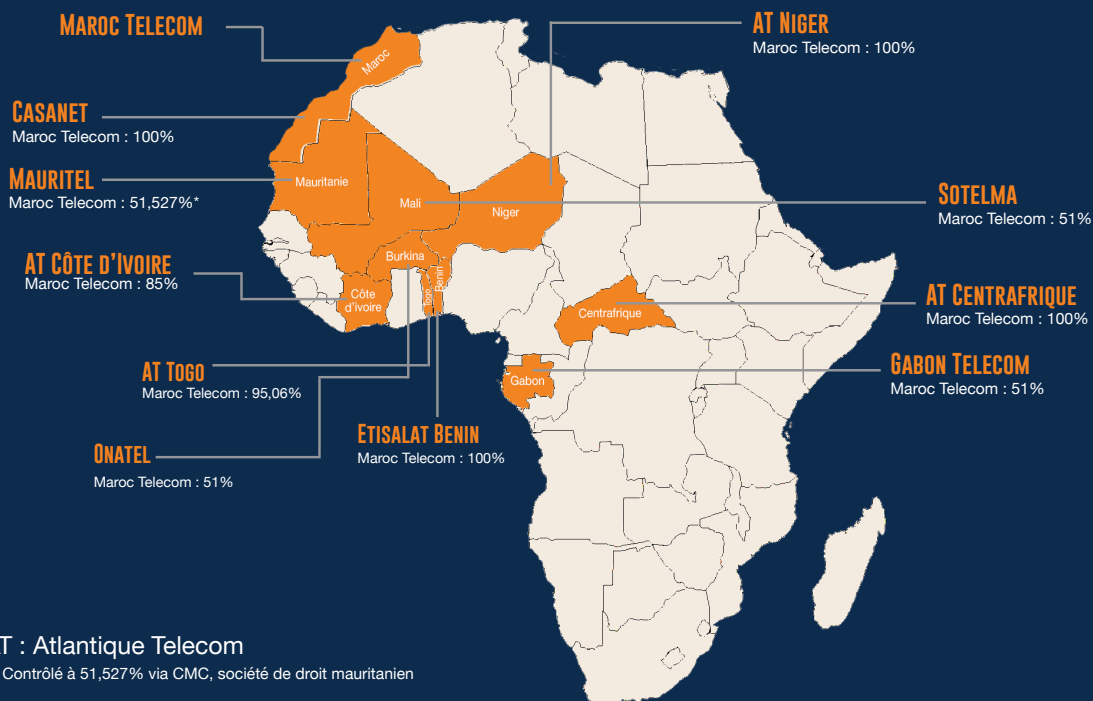 MAROC TELECOM
AT NIGER
Maroc Telecom : 100%
Maroc
CASANET
Maroc Telecom : 100%
MAURITEL
Maroc Telecom : 51,527%*
Mauritanie
Mali
Niger
SOTELMA
Maroc Telecom : 51%
AT CÔTE D'IVOIRE
Maroc Telecom : 85%
Burkina
Togo
Benin
Côte
d'ivoire
Centrafrique
AT CENTRAFRIQUE
Maroc Telecom : 100%
AT TOGO
Maroc Telecom : 95,06%
Gabon
GABON TELECOM
Maroc Telecom : 51%
ONATEL
Maroc Telecom : 51%
ETISALAT BENIN
Maroc Telecom : 100%
T : Atlantique Telecom
Contrôlé à 51,527% via CMC, société de droit mauritanien